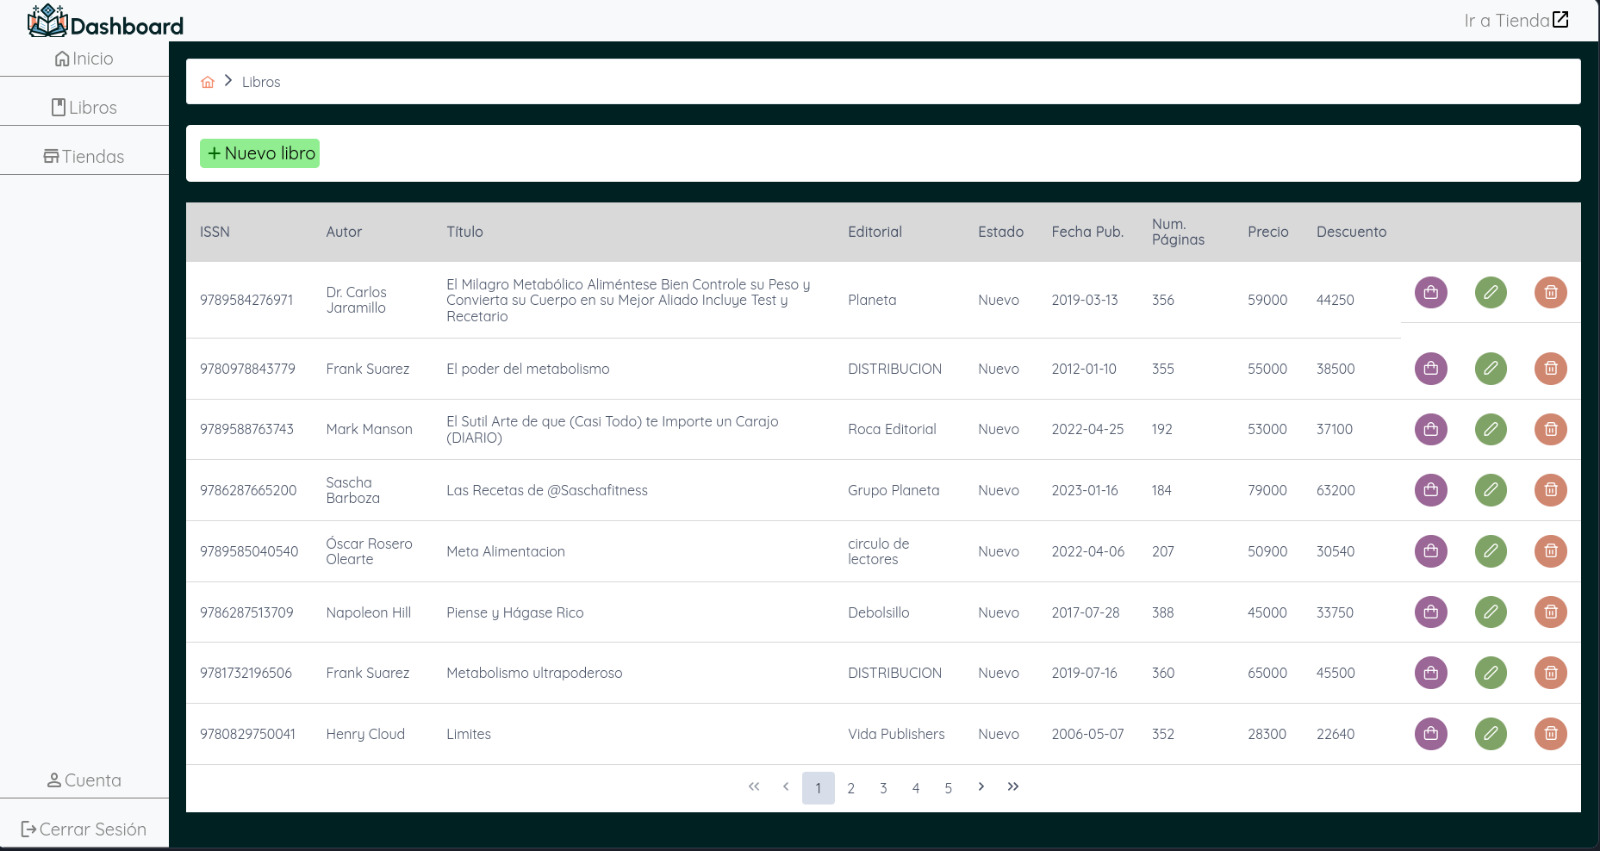 Dashboard
Ir a Tienda
Inicio
Libros
Tiendas
Cuenta
Cerrar Sesión
Libros
+ Nuevo libro
ISSN Autor Título Editorial Estado Fecha Pub. Num. Páginas Precio Descuento
9789584276971 Dr. Carlos Jaramillo El Milagro Metabólico Aliméntese Bien Controle su Peso y Convierta su Cuerpo en su Mejor Aliado Incluye Test y Recetario Planeta Nuevo 2019-03-13 356 59000 44250
9780978843779 Frank Suarez El poder del metabolismo DISTRIBUCION Nuevo 2012-01-10 355 55000 38500
9789588763743 Mark Manson El Sutil Arte de que (Casi Todo) te Importe un Carajo (DIARIO) Roca Editorial Nuevo 2022-04-25 192 53000 37100
9786287665200 Sascha Barboza Las Recetas de @Saschafitness Grupo Planeta Nuevo 2023-01-16 184 79000 63200
9789585040540 Óscar Rosero Olearte Meta Alimentacion circulo de lectores Nuevo 2022-04-06 207 50900 30540
9786287513709 Napoleon Hill Piense y Hágase Rico Debolsillo Nuevo 2017-07-28 388 45000 33750
9781732196506 Frank Suarez Metabolismo ultrapoderoso DISTRIBUCION Nuevo 2019-07-16 360 65000 45500
9780829750041 Henry Cloud Limites Vida Publishers Nuevo 2006-05-07 352 28300 22640
« ‹ 1 2 3 4 5 › »